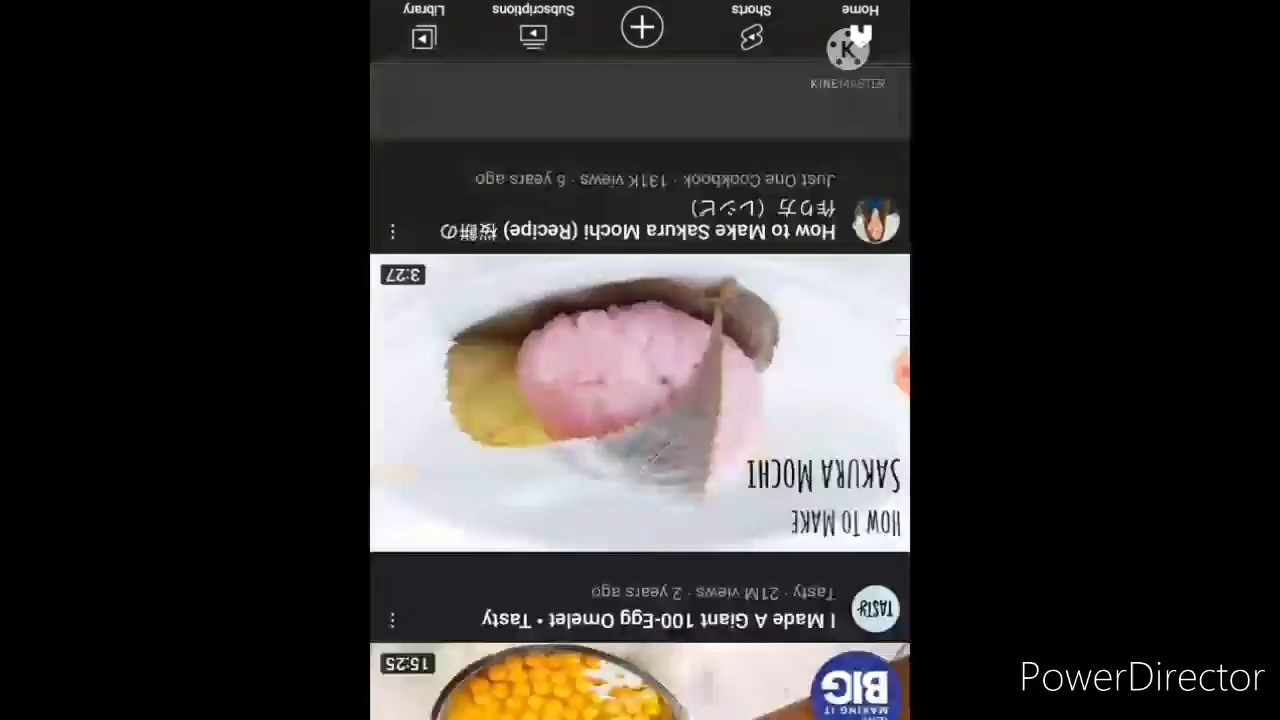 MAKING IT
BIG
15:25
TASTY
I Made A Giant 100-Egg Omelet • Tasty
Tasty · 21M views · 2 years ago
HOW TO MAKE
SAKURA MOCHI
3:27
How to Make Sakura Mochi (Recipe) 桜餅の
作り方 (レシピ)
Just One Cookbook · 131K views · 6 years ago
KINEMASTER
K
Home
Shorts
Subscriptions
Library
PowerDirector